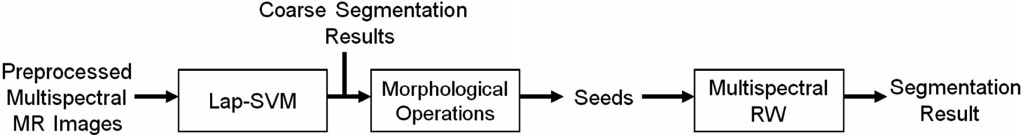 Coarse Segmentation
Results
Preprocessed
Multispectral
MR Images
Lap-SVM
Morphological
Operations
Seeds
Multispectral
RW
Segmentation
Result